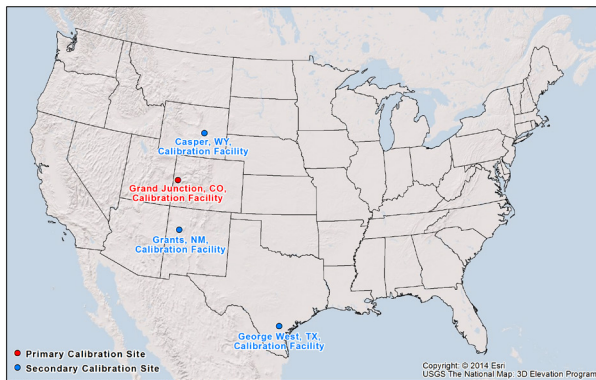 Casper, WY,
Calibration Facility
Grand Junction, CO,
Calibration Facility
Grants, NM,
Calibration Facility
George West, TX,
Calibration Facility
Primary Calibration Site
Secondary Calibration Site
Copyright: © 2014 Esri
USGS The National Map: 3D Elevation Program